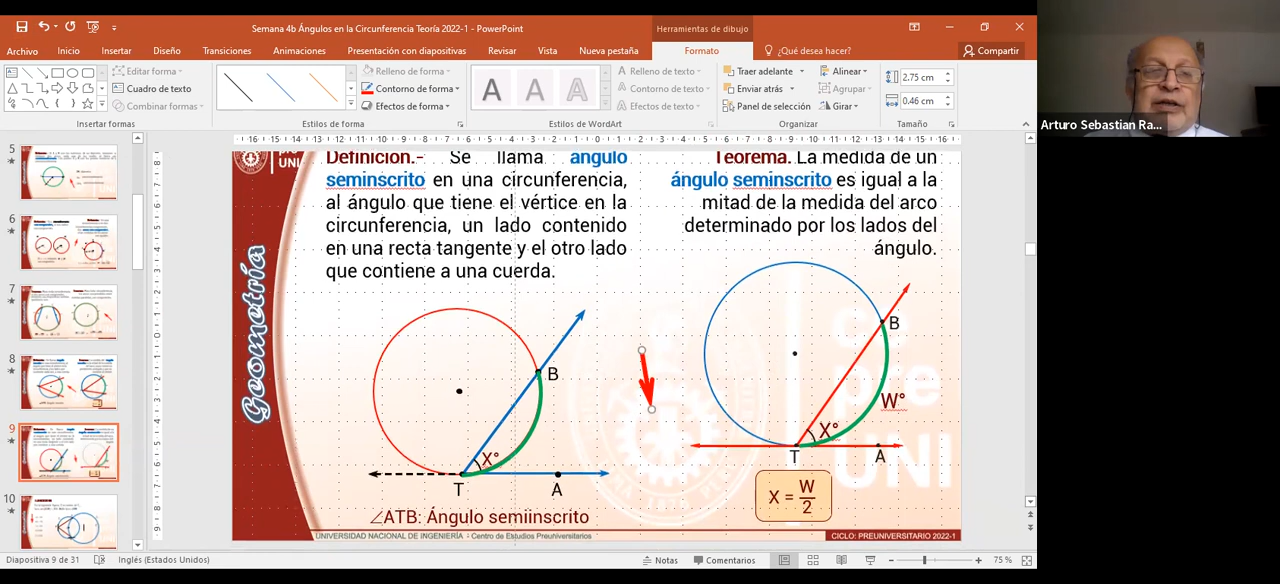 Semana 4b Ángulos en la Circunferencia Teoría 2022-1 - PowerPoint
Herramientas de dibujo
Archivo Inicio Insertar Diseño Transiciones Animaciones Presentación con diapositivas Revisar Vista Nueva pestaña Formato ¿Qué desea hacer? Compartir
Editar forma
Cuadro de texto
Combinar formas
Insertar formas
Relleno de forma
Contorno de forma
Efectos de forma
Estilos de forma
A A A
Relleno de texto
Contorno de texto
Efectos de texto
Estilos de WordArt
Traer adelante
Enviar atrás
Panel de selección
Alinear
Agrupar
Girar
Organizar
2.75 cm
0.46 cm
Tamaño
Arturo Sebastian Ra...
5
6
7
8
9
10
UNI
Geometría
Definición.- Se llama ángulo
seminscrito en una circunferencia,
al ángulo que tiene el vértice en la
circunferencia, un lado contenido
en una recta tangente y el otro lado
que contiene a una cuerda.
B
X°
T
A
∠ATB: Ángulo semiinscrito
Teorema. La medida de un
ángulo seminscrito es igual a la
mitad de la medida del arco
determinado por los lados del
ángulo.
B
W°
X°
T
A
X = W/2
UNIVERSIDAD NACIONAL DE INGENIERÍA - Centro de Estudios Preuniversitarios
CICLO: PREUNIVERSITARIO 2022-1
Diapositiva 9 de 31 Inglés (Estados Unidos) Notas Comentarios 75 %